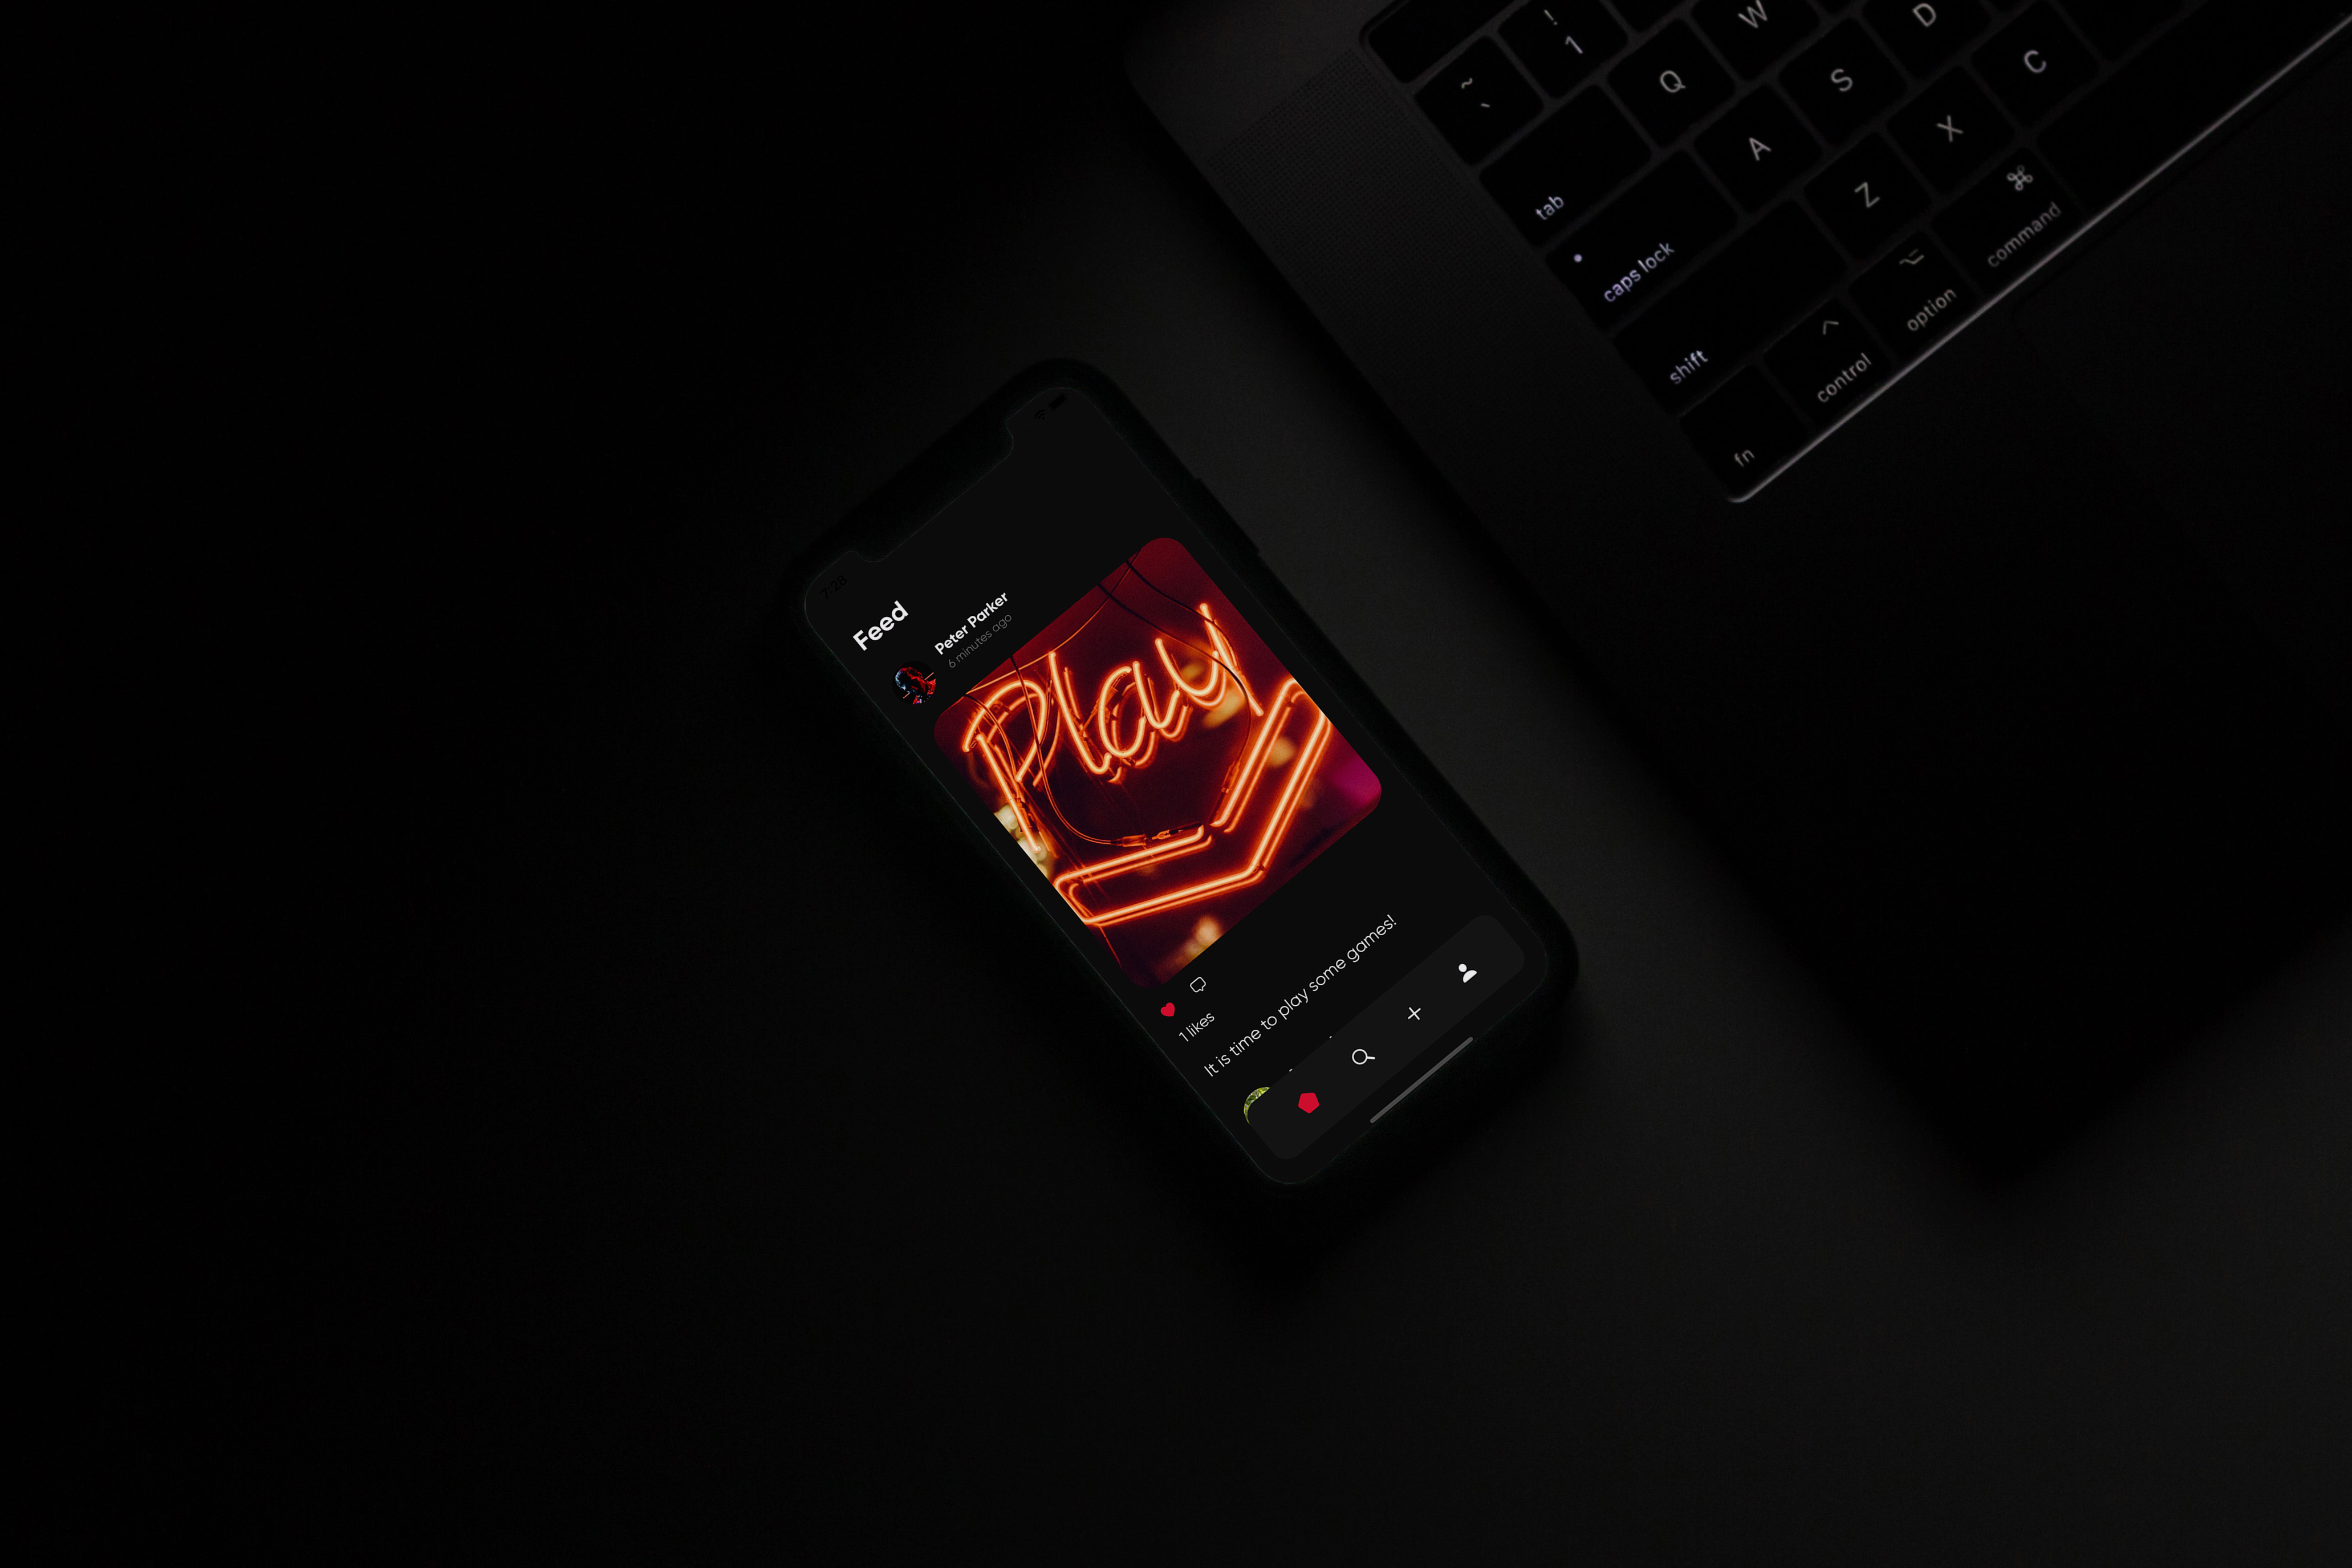 7:28
Feed
Peter Parker
6 minutes ago
Play
1 likes
It is time to play some games!
! 1
~ `
Q W
tab
A S D
caps lock
Z X C
shift
fn
^ control
⌥ option
⌘ command